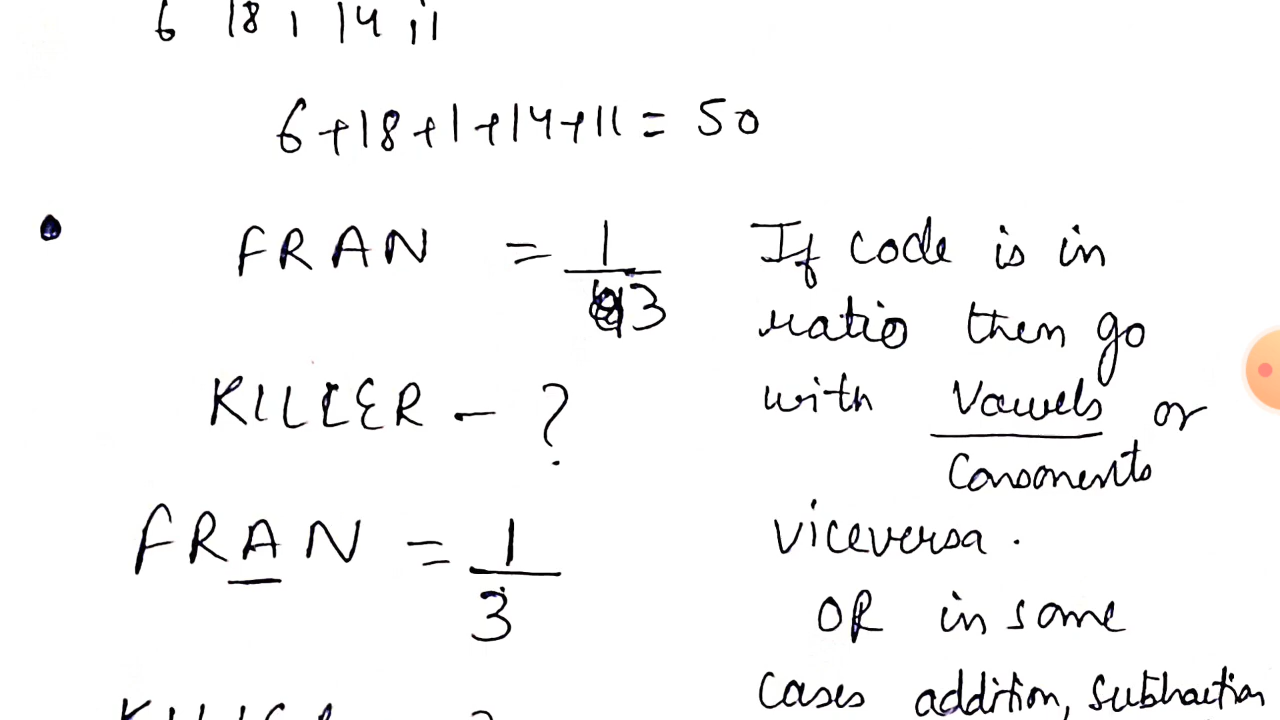 6 18 1 14 11
6+18+1+14+11 = 50
FRAN = 1
3
If code is in
ratio then go
with Vowels or
Consonents
viceversa.
OR in some
cases addition, Subtraction
KILLER - ?
FRAN = 1
3